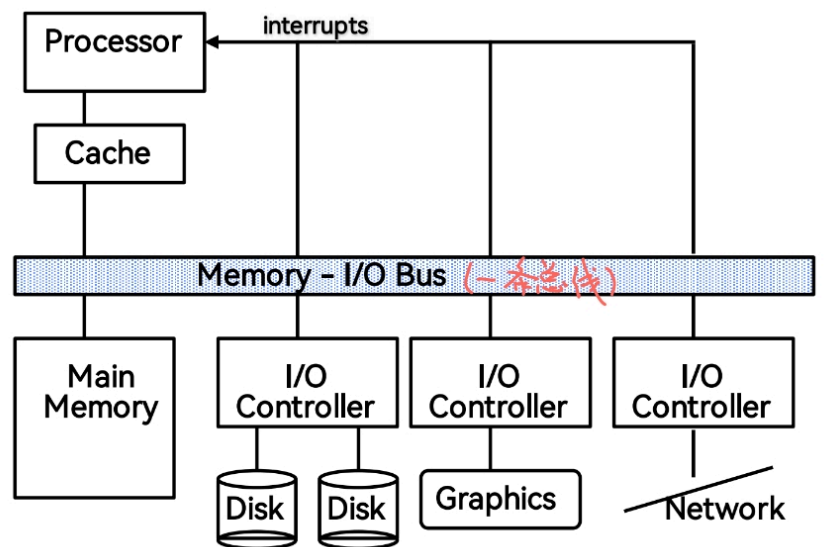 interrupts
Processor
Cache
Memory - I/O Bus (一条总线)
Main
Memory
I/O
Controller
I/O
Controller
I/O
Controller
Disk
Disk
Graphics
Network